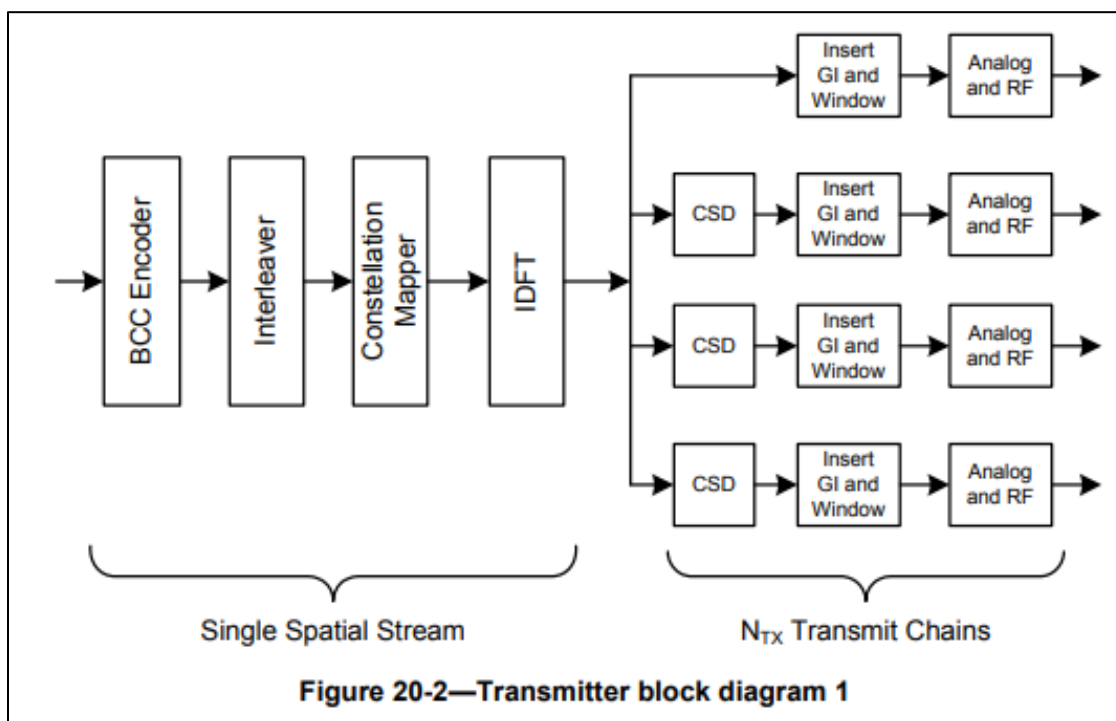 Insert
GI and
Window
Analog
and RF
BCC Encoder
Interleaver
Constellation
Mapper
IDFT
CSD
Insert
GI and
Window
Analog
and RF
CSD
Insert
GI and
Window
Analog
and RF
CSD
Insert
GI and
Window
Analog
and RF
Single Spatial Stream
NTX Transmit Chains
Figure 20-2—Transmitter block diagram 1